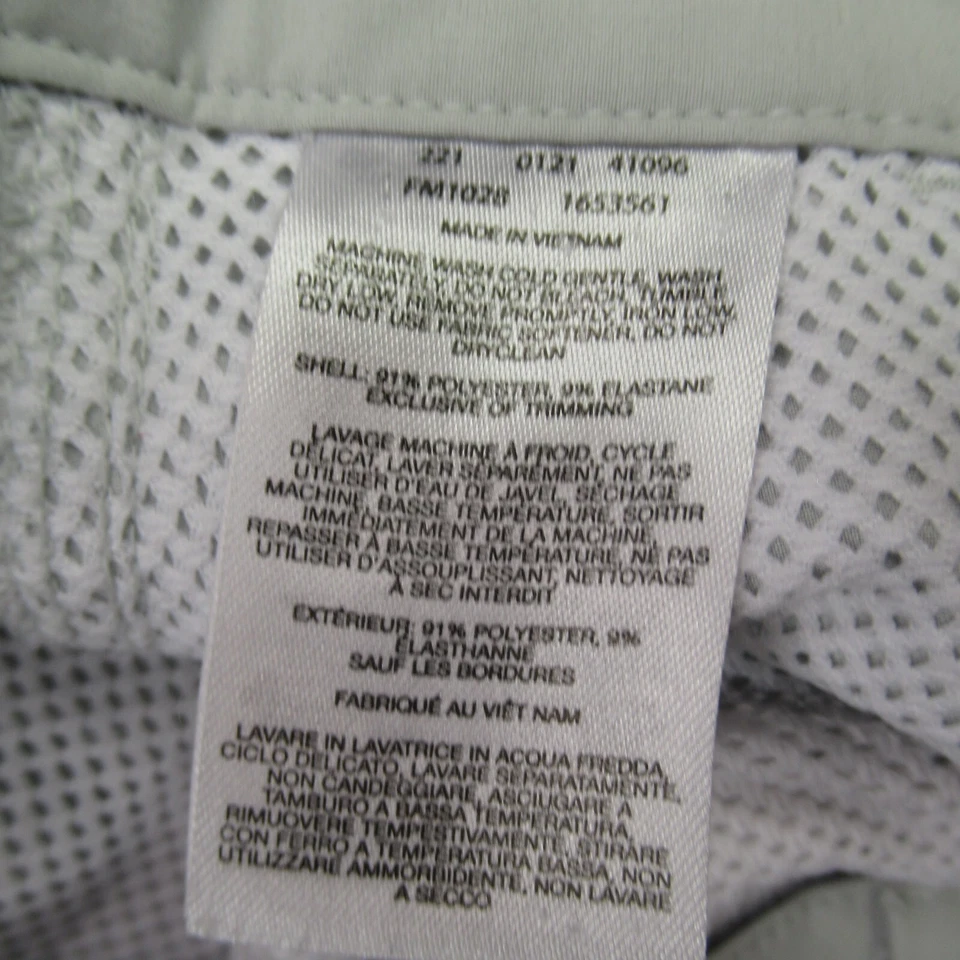 221 0121 41096
FM1028 1653561
MADE IN VIETNAM
MACHINE WASH COLD GENTLE, WASH
SEPARATELY, DO NOT BLEACH, TUMBLE
DRY LOW, REMOVE PROMPTLY, IRON LOW,
DO NOT USE FABRIC SOFTENER, DO NOT
DRYCLEAN
SHELL: 91% POLYESTER, 9% ELASTANE
EXCLUSIVE OF TRIMMING
LAVAGE MACHINE À FROID, CYCLE
DÉLICAT, LAVER SÉPARÉMENT, NE PAS
UTILISER D'EAU DE JAVEL, SÉCHAGE
MACHINE, BASSE TEMPÉRATURE, SORTIR
IMMÉDIATEMENT DE LA MACHINE,
REPASSER À BASSE TEMPÉRATURE, NE PAS
UTILISER D'ASSOUPLISSANT, NETTOYAGE
À SEC INTERDIT
EXTÉRIEUR: 91% POLYESTER, 9%
ÉLASTHANNE
SAUF LES BORDURES
FABRIQUÉ AU VIÊT NAM
LAVARE IN LAVATRICE IN ACQUA FREDDA,
CICLO DELICATO, LAVARE SEPARATAMENTE,
NON CANDEGGIARE, ASCIUGARE A
TAMBURO A BASSA TEMPERATURA,
RIMUOVERE TEMPESTIVAMENTE, STIRARE
CON FERRO A TEMPERATURA BASSA, NON
UTILIZZARE AMMORBIDENTE, NON LAVARE
A SECCO